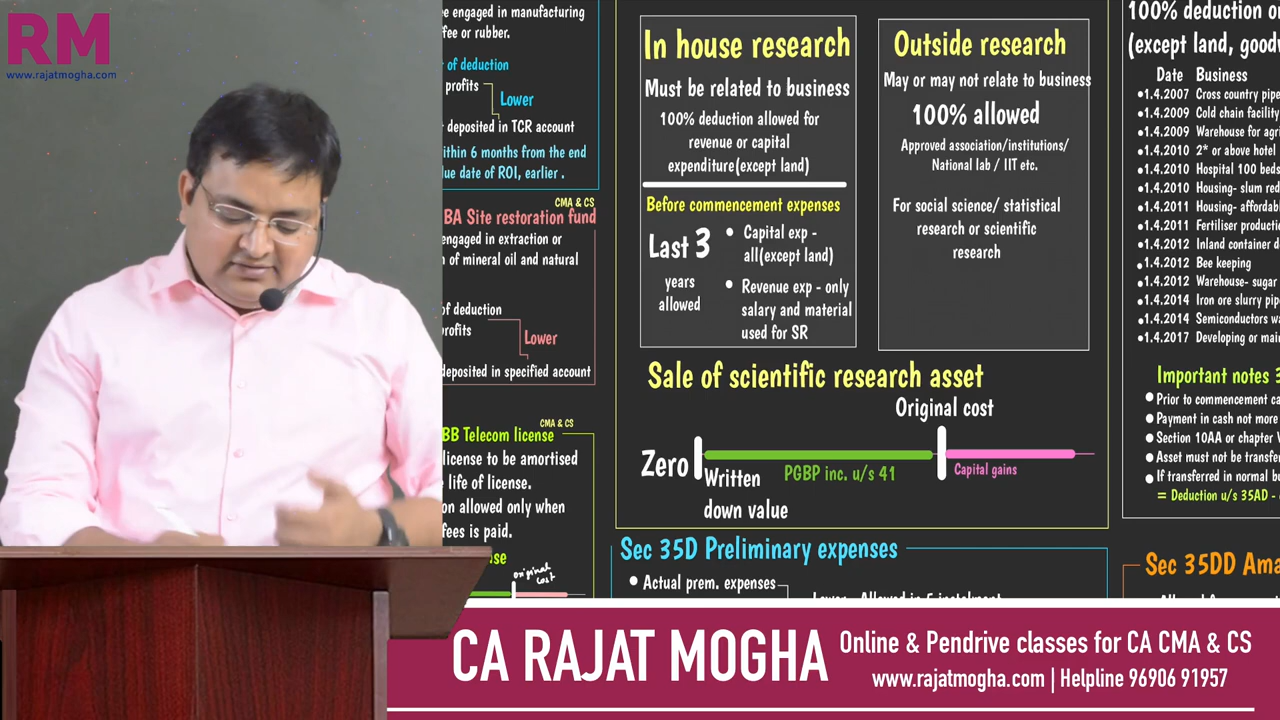 RM
www.rajatmogha.com
e engaged in manufacturing
fee or rubber.
of deduction
profits
Lower
deposited in TCR account
ithin 6 months from the end
ue date of ROI, earlier .
CMA & CS
BA Site restoration fund
engaged in extraction or
of mineral oil and natural
of deduction
rofits
Lower
deposited in specified account
CMA & CS
BB Telecom license
license to be amortised
life of license.
on allowed only when
fees is paid.
original
cost
In house research
Must be related to business
100% deduction allowed for
revenue or capital
expenditure(except land)
Before commencement expenses
Last 3
years
allowed
• Capital exp -
all(except land)
• Revenue exp - only
salary and material
used for SR
Outside research
May or may not relate to business
100% allowed
Approved association/institutions/
National lab / IIT etc.
For social science/ statistical
research or scientific
research
Sale of scientific research asset
Original cost
Zero
Written
down value
PGBP inc. u/s 41
Capital gains
Sec 35D Preliminary expenses
• Actual prem. expenses
100% deduction
(except land,
Date Business
•1.4.2007 Cross country pipe
•1.4.2009 Cold chain facility,
•1.4.2009 Warehouse for agri
•1.4.2010 2* or above hotel
•1.4.2010 Hospital 100 beds
•1.4.2010 Housing- slum red
•1.4.2011 Housing- affordabl
•1.4.2011 Fertiliser producti
•1.4.2012 Inland container d
•1.4.2012 Bee keeping
•1.4.2012 Warehouse- sugar
•1.4.2014 Iron ore slurry pip
•1.4.2014 Semiconductors wa
•1.4.2017 Developing or mai
Important notes 3
• Prior to commencement ca
• Payment in cash not more
• Section 10AA or chapter V
• Asset must not be transfe
• If transferred in normal bu
= Deduction u/s 35AD -
Sec 35DD Ama
CA RAJAT MOGHA
Online & Pendrive classes for CA CMA & CS
www.rajatmogha.com | Helpline 96906 91957